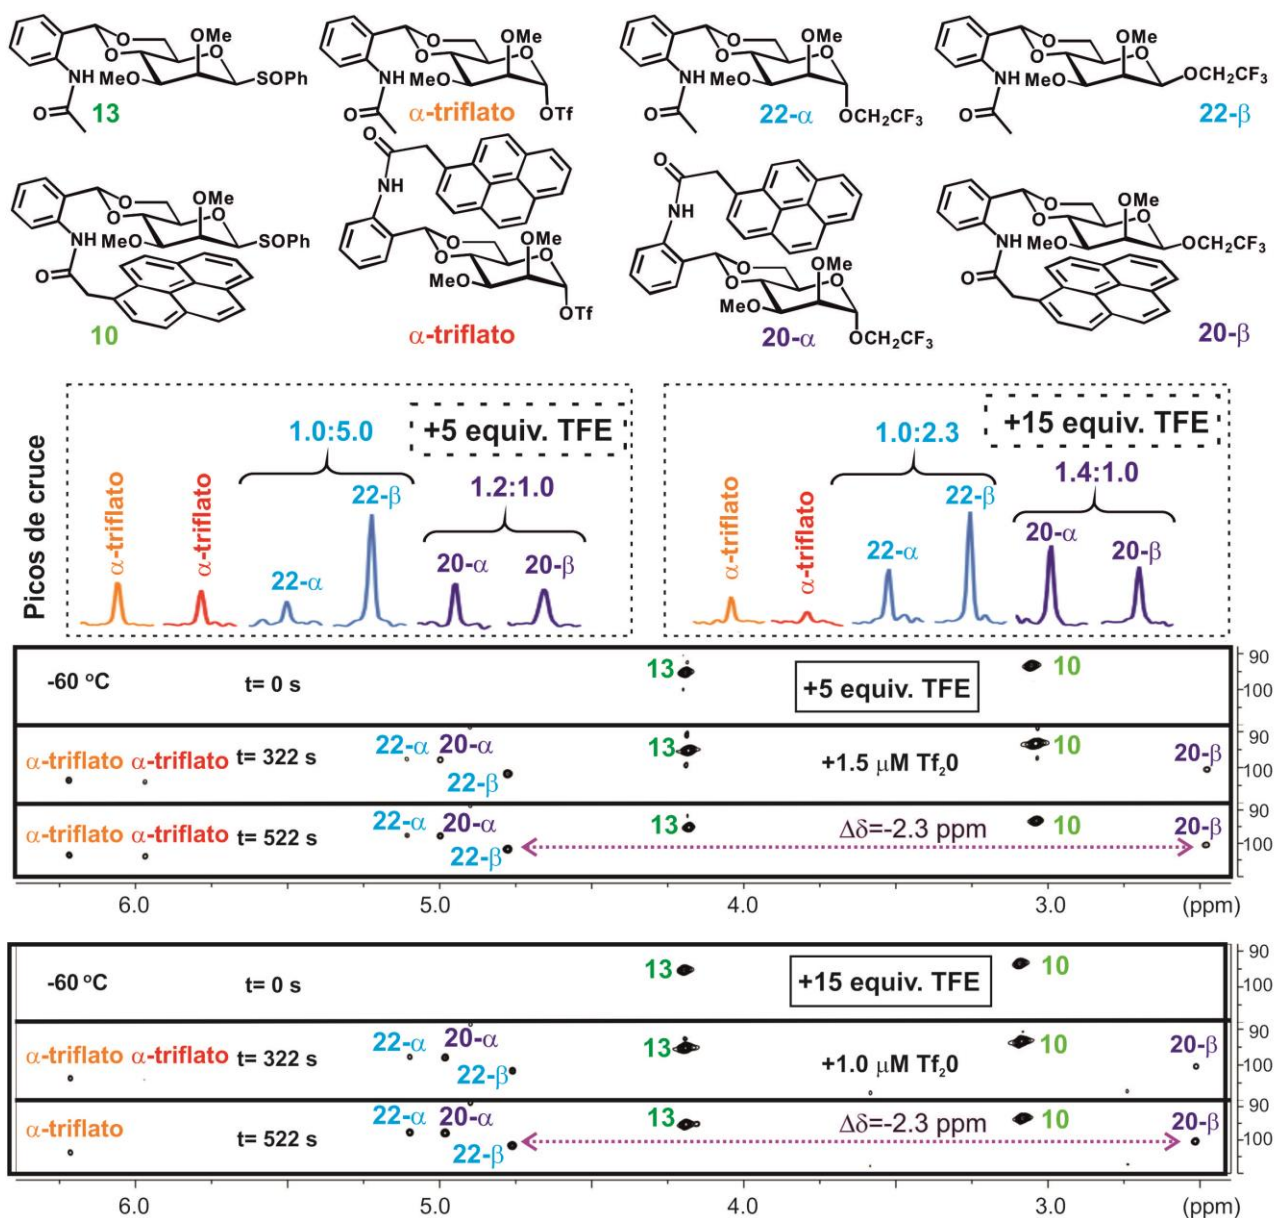 OMe
O
O
O
NH
MeO
SOPh
O
13
OMe
O
O
O
NH
MeO
O
OTf
α-triflato
OMe
O
O
O
NH
MeO
O
OCH₂CF₃
22-α
OMe
O
O
O
NH
MeO
OCH₂CF₃
O
22-β
OMe
O
O
O
NH
MeO
SOPh
O
10
O
NH
O
O
OMe
O
MeO
OTf
α-triflato
O
NH
O
O
OMe
O
MeO
OCH₂CF₃
20-α
OMe
O
O
O
NH
MeO
OCH₂CF₃
O
20-β
Picos de cruce
+5 equiv. TFE
1.0:5.0
1.2:1.0
α-triflato
α-triflato
22-α
22-β
20-α
20-β
+15 equiv. TFE
1.0:2.3
1.4:1.0
α-triflato
α-triflato
22-α
22-β
20-α
20-β
-60 ºC t= 0 s 13 +5 equiv. TFE 10 90
100
α-triflato α-triflato t= 322 s 22-α 20-α 22-β 13 +1.5 μM Tf₂0 10 20-β 90
100
α-triflato α-triflato t= 522 s 22-α 20-α 22-β 13 Δδ=-2.3 ppm 10 20-β 90
100
6.0 5.0 4.0 3.0 (ppm)
-60 ºC t= 0 s 13 +15 equiv. TFE 10 90
100
α-triflato α-triflato t= 322 s 22-α 20-α 22-β 13 +1.0 μM Tf₂0 10 20-β 90
100
α-triflato t= 522 s 22-α 20-α 22-β 13 Δδ=-2.3 ppm 10 20-β 90
100
6.0 5.0 4.0 3.0 (ppm)